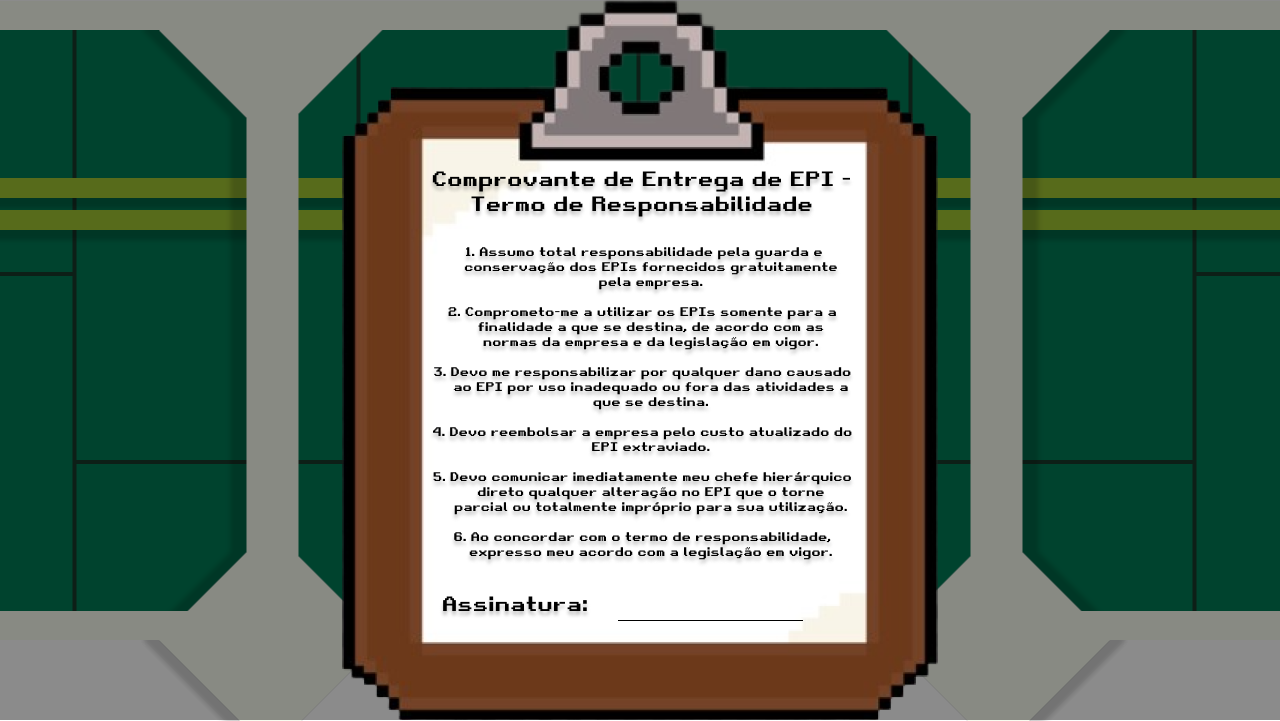 Comprovante de Entrega de EPI -
Termo de Responsabilidade
1. Assumo total responsabilidade pela guarda e
conservação dos EPIs fornecidos gratuitamente
pela empresa.
2. Comprometo-me a utilizar os EPIs somente para a
finalidade a que se destina, de acordo com as
normas da empresa e da legislação em vigor.
3. Devo me responsabilizar por qualquer dano causado
ao EPI por uso inadequado ou fora das atividades a
que se destina.
4. Devo reembolsar a empresa pelo custo atualizado do
EPI extraviado.
5. Devo comunicar imediatamente meu chefe hierárquico
direto qualquer alteração no EPI que o torne
parcial ou totalmente impróprio para sua utilização.
6. Ao concordar com o termo de responsabilidade,
expresso meu acordo com a legislação em vigor.
Assinatura: